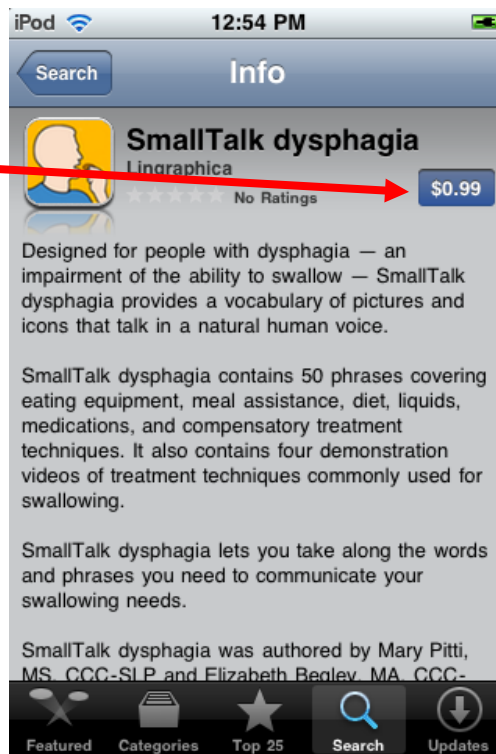 iPod 12:54 PM
Search Info
SmallTalk dysphagia
Lingraphica
No Ratings
$0.99
Designed for people with dysphagia — an
impairment of the ability to swallow — SmallTalk
dysphagia provides a vocabulary of pictures and
icons that talk in a natural human voice.
SmallTalk dysphagia contains 50 phrases covering
eating equipment, meal assistance, diet, liquids,
medications, and compensatory treatment
techniques. It also contains four demonstration
videos of treatment techniques commonly used for
swallowing.
SmallTalk dysphagia lets you take along the words
and phrases you need to communicate your
swallowing needs.
SmallTalk dysphagia was authored by Mary Pitti,
MS, CCC-SLP and Elizabeth Begley, MA, CCC-
Featured Categories Top 25 Search Updates